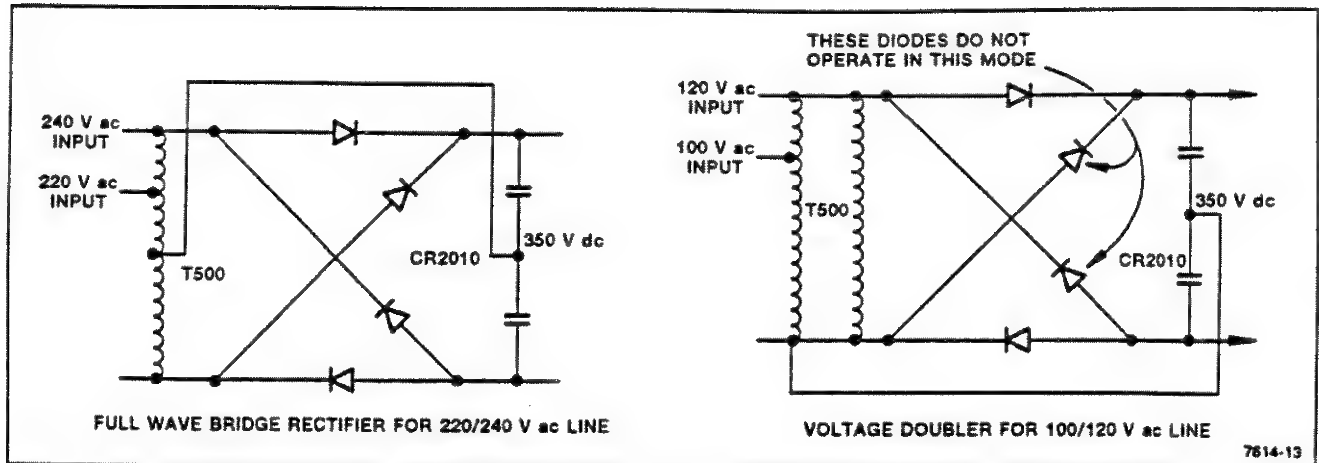 240 V ac
INPUT
220 V ac
INPUT
T500
CR2010
350 V dc
FULL WAVE BRIDGE RECTIFIER FOR 220/240 V ac LINE
THESE DIODES DO NOT
OPERATE IN THIS MODE
120 V ac
INPUT
100 V ac
INPUT
T500
350 V dc
CR2010
VOLTAGE DOUBLER FOR 100/120 V ac LINE
7614-13